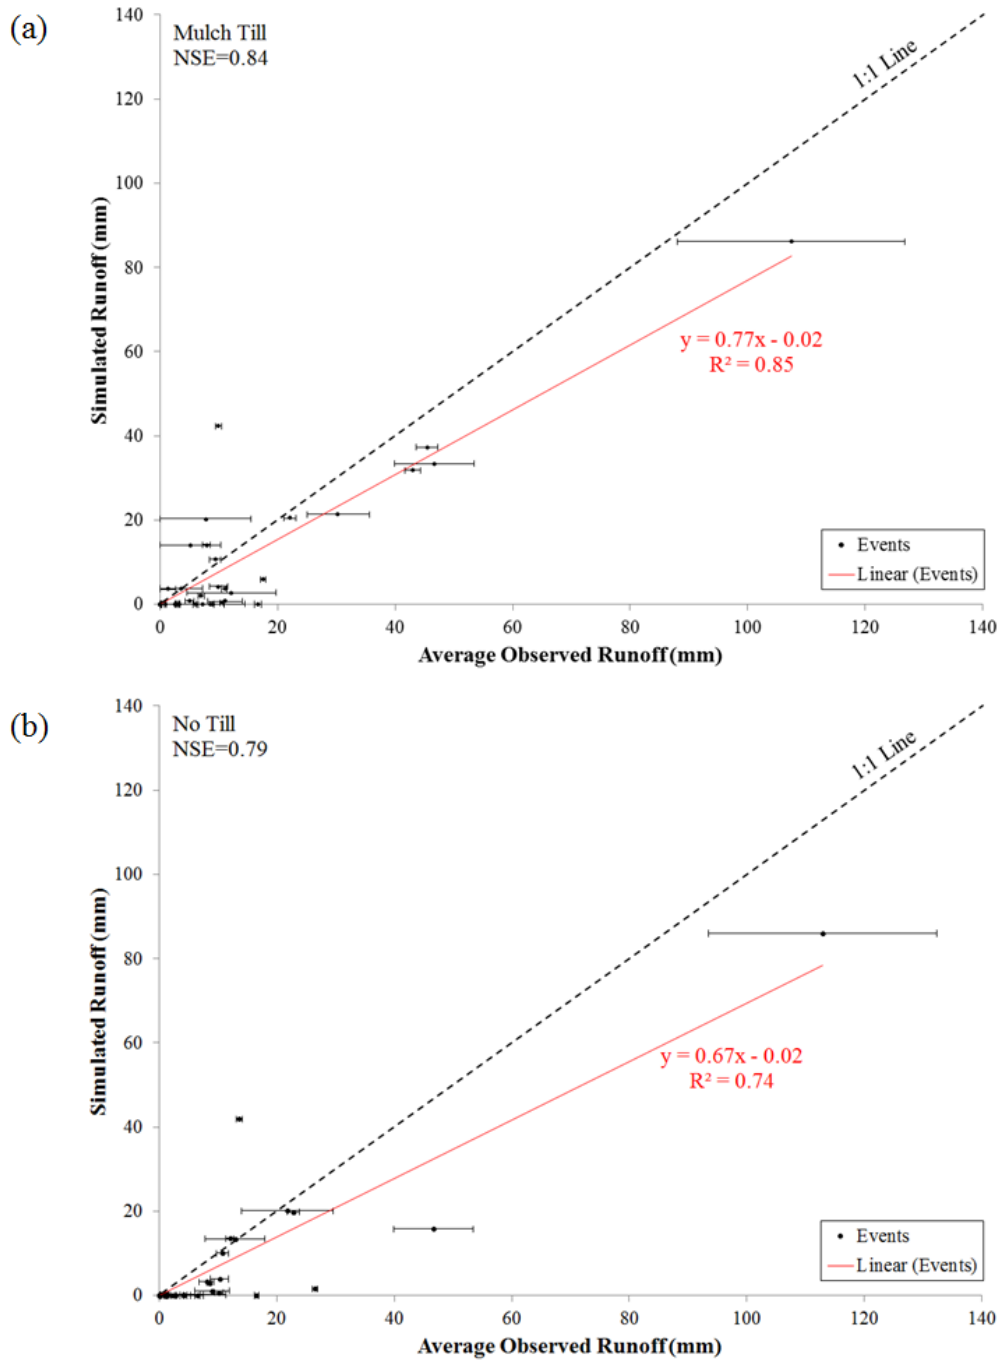 (a)
Mulch Till
NSE=0.84
140
120
100
80
60
40
20
0
Simulated Runoff (mm)
1:1 Line
y = 0.77x - 0.02
R² = 0.85
Events
Linear (Events)
0 20 40 60 80 100 120 140
Average Observed Runoff (mm)
(b)
No Till
NSE=0.79
140
120
100
80
60
40
20
0
Simulated Runoff (mm)
1:1 Line
y = 0.67x - 0.02
R² = 0.74
Events
Linear (Events)
0 20 40 60 80 100 120 140
Average Observed Runoff (mm)